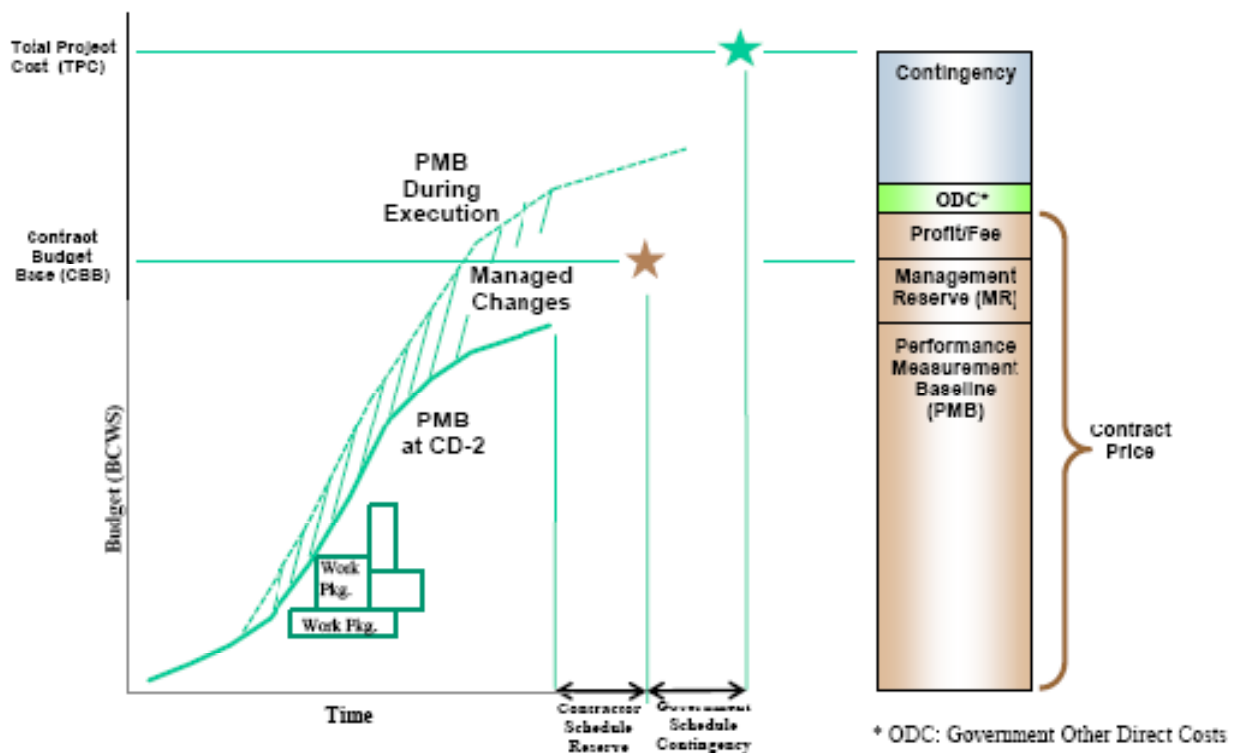 Total Project
Cost (TPC)
Contract
Budget
Base (CBB)
Budget (BCWS)
PMB
During
Execution
Managed
Changes
PMB
at CD-2
Work
Pkg.
Work Pkg.
Time
Contractor
Schedule
Reserve
Government
Schedule
Contingency
Contingency
ODC*
Profit/Fee
Management
Reserve (MR)
Performance
Measurement
Baseline
(PMB)
Contract
Price
* ODC: Government Other Direct Costs